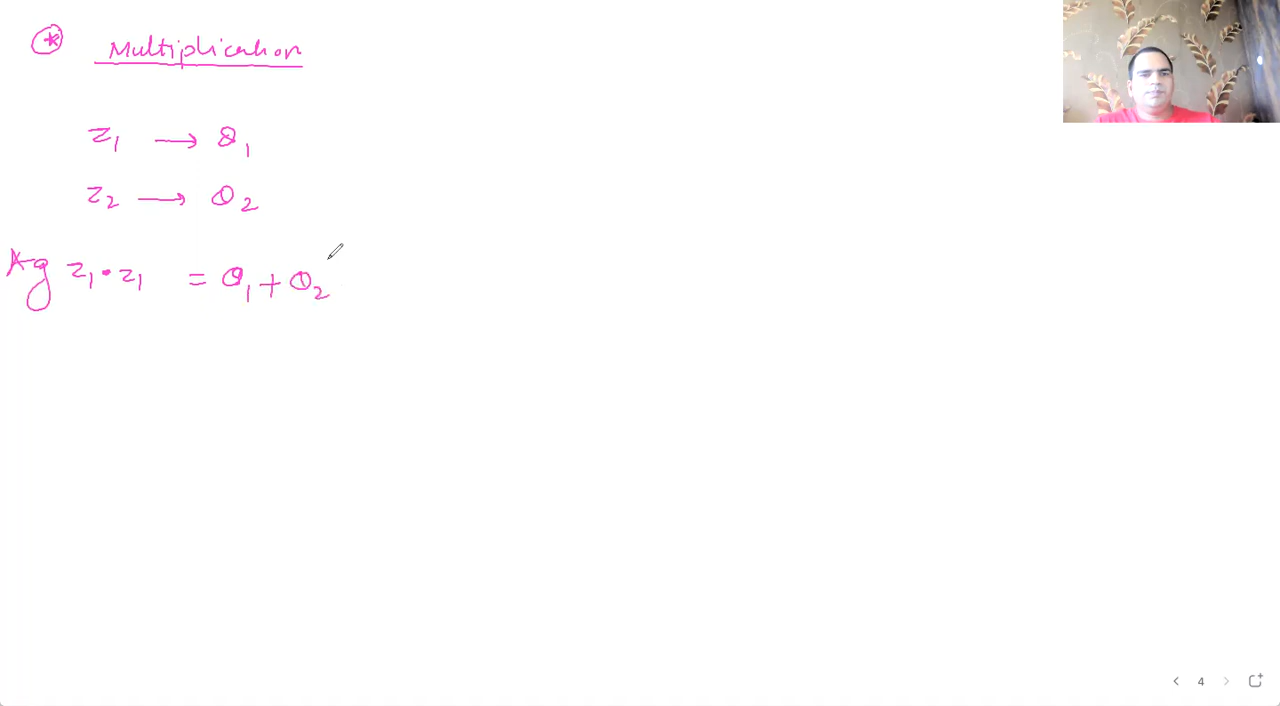 * Multiplication
z₁ → θ₁
z₂ → θ₂
Arg z₁·z₁ = θ₁+θ₂
4